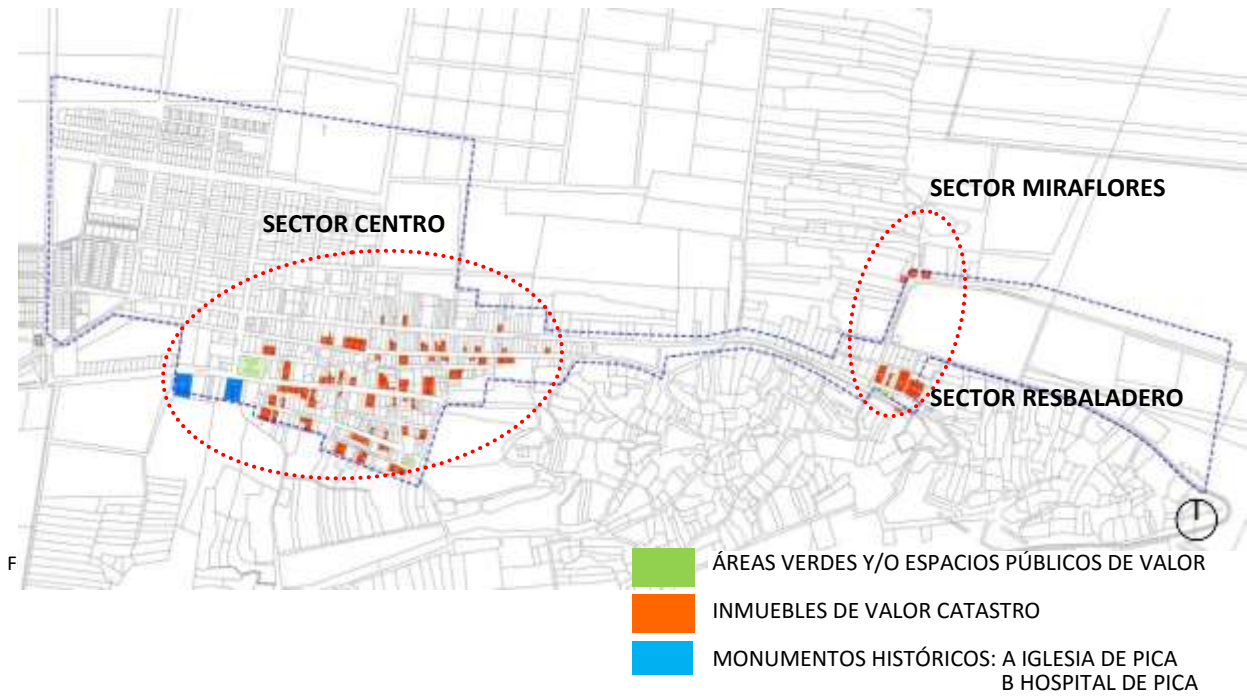 SECTOR MIRAFLORES
SECTOR CENTRO
SECTOR RESBALADERO
F
ÁREAS VERDES Y/O ESPACIOS PÚBLICOS DE VALOR
INMUEBLES DE VALOR CATASTRO
MONUMENTOS HISTÓRICOS: A IGLESIA DE PICA
B HOSPITAL DE PICA